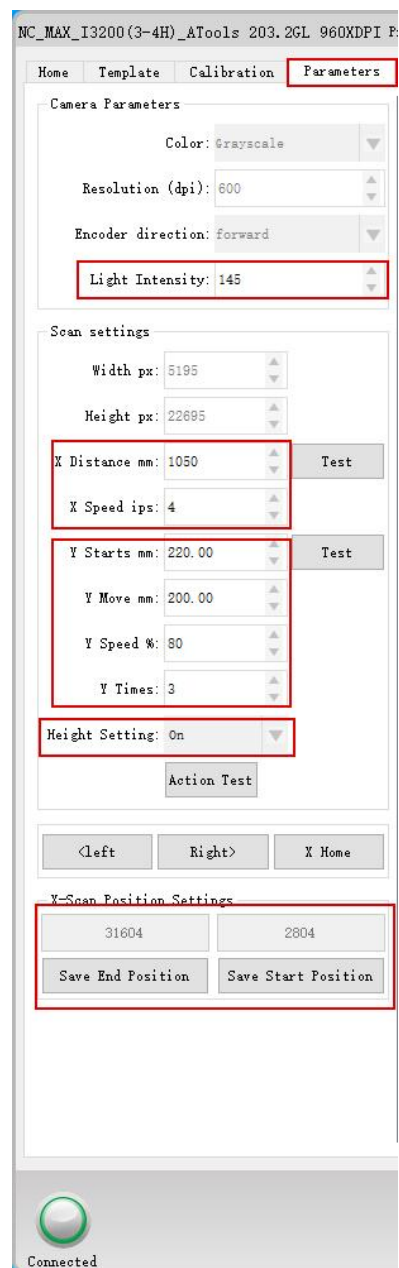 NC_MAX_I3200(3-4H)_ATools 203.2GL 960XDPI
Home Template Calibration Parameters
Camera Parameters
Color: Grayscale
Resolution (dpi): 600
Encoder direction: forward
Light Intensity: 145
Scan settings
Width px: 5195
Height px: 22695
X Distance mm: 1050 Test
X Speed ips: 4
Y Starts mm: 220.00 Test
Y Move mm: 200.00
Y Speed %: 80
Y Times: 3
Height Setting: On
Action Test
<left Right> X Home
X-Scan Position Settings
31604 2804
Save End Position Save Start Position
Connected